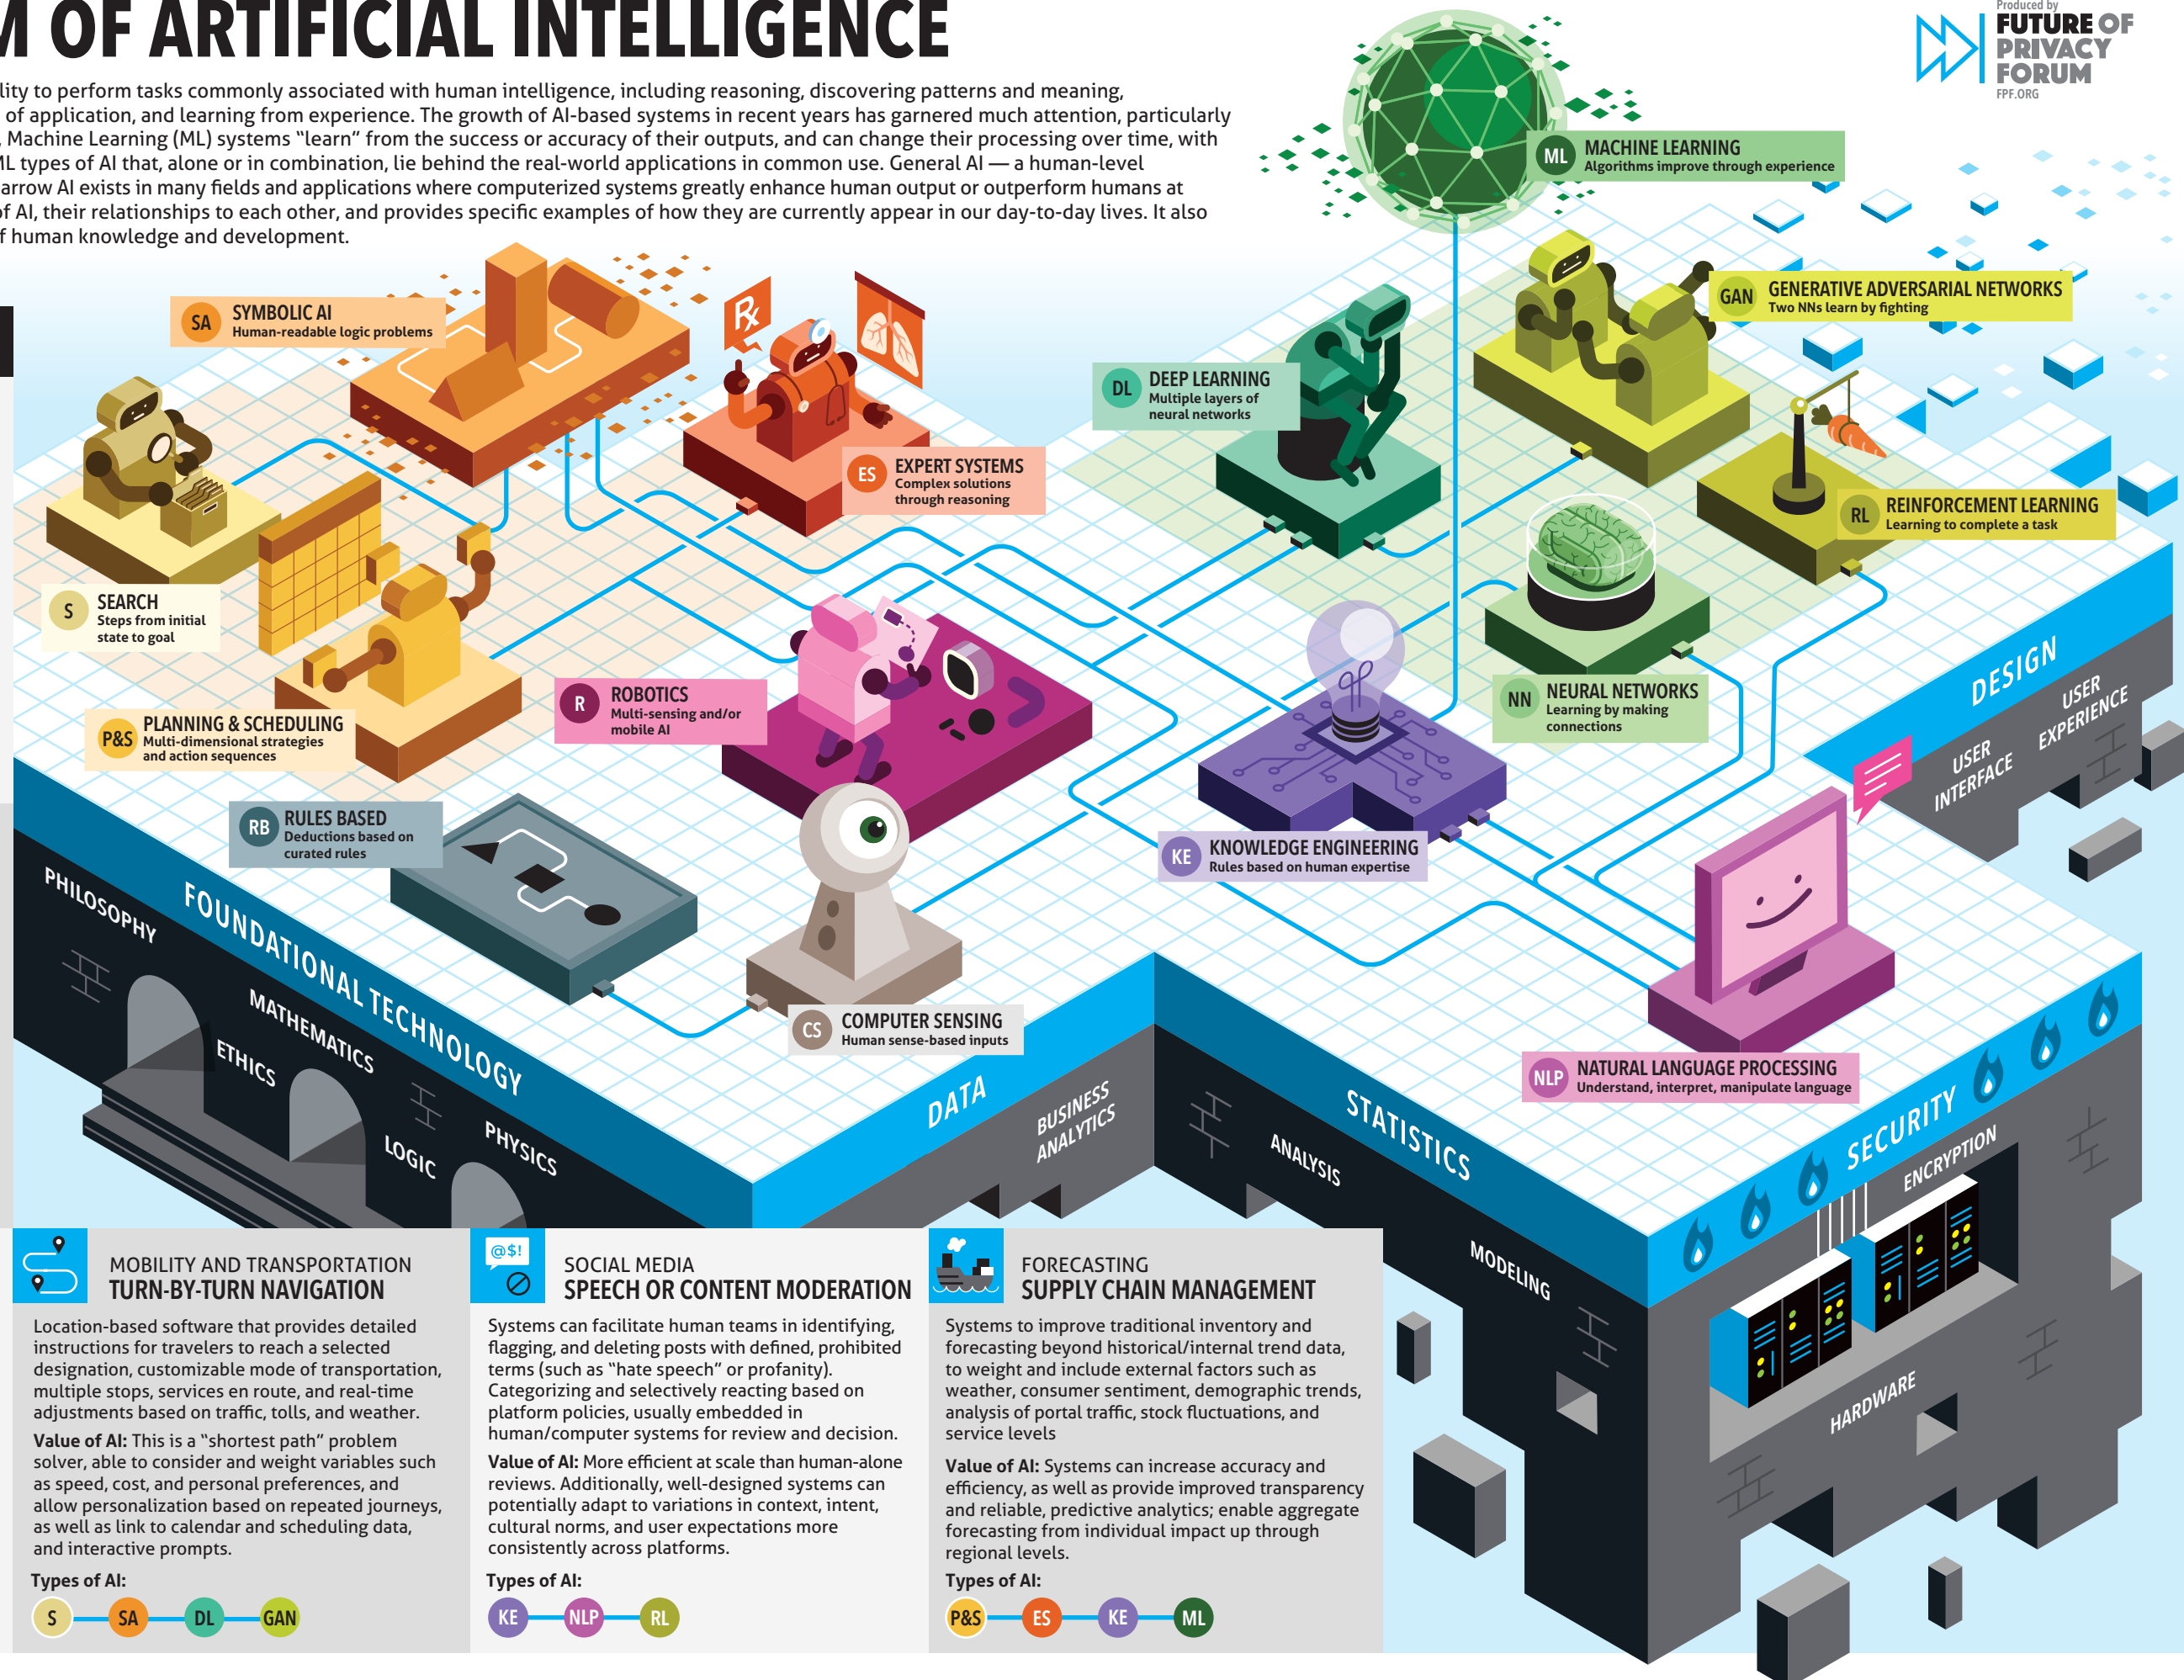 M OF ARTIFICIAL INTELLIGENCE
Produced by
FUTURE OF
PRIVACY
FORUM
FPF.ORG
lity to perform tasks commonly associated with human intelligence, including reasoning, discovering patterns and meaning,
of application, and learning from experience. The growth of AI-based systems in recent years has garnered much attention, particularly
, Machine Learning (ML) systems “learn” from the success or accuracy of their outputs, and can change their processing over time, with
ML types of AI that, alone or in combination, lie behind the real-world applications in common use. General AI — a human-level
arrow AI exists in many fields and applications where computerized systems greatly enhance human output or outperform humans at
of AI, their relationships to each other, and provides specific examples of how they are currently appear in our day-to-day lives. It also
f human knowledge and development.
ML
MACHINE LEARNING
Algorithms improve through experience
SA
SYMBOLIC AI
Human-readable logic problems
Rx
GAN
GENERATIVE ADVERSARIAL NETWORKS
Two NNs learn by fighting
DL
DEEP LEARNING
Multiple layers of
neural networks
ES
EXPERT SYSTEMS
Complex solutions
through reasoning
RL
REINFORCEMENT LEARNING
Learning to complete a task
S
SEARCH
Steps from initial
state to goal
R
ROBOTICS
Multi-sensing and/or
mobile AI
NN
NEURAL NETWORKS
Learning by making
connections
P&S
PLANNING & SCHEDULING
Multi-dimensional strategies
and action sequences
RB
RULES BASED
Deductions based on
curated rules
KE
KNOWLEDGE ENGINEERING
Rules based on human expertise
CS
COMPUTER SENSING
Human sense-based inputs
NLP
NATURAL LANGUAGE PROCESSING
Understand, interpret, manipulate language
DESIGN
USER
INTERFACE
USER
EXPERIENCE
FOUNDATIONAL TECHNOLOGY
PHILOSOPHY
MATHEMATICS
ETHICS
LOGIC
PHYSICS
DATA
BUSINESS
ANALYTICS
STATISTICS
ANALYSIS
MODELING
SECURITY
ENCRYPTION
HARDWARE
MOBILITY AND TRANSPORTATION
TURN-BY-TURN NAVIGATION
Location-based software that provides detailed
instructions for travelers to reach a selected
designation, customizable mode of transportation,
multiple stops, services en route, and real-time
adjustments based on traffic, tolls, and weather.
Value of AI: This is a “shortest path” problem
solver, able to consider and weight variables such
as speed, cost, and personal preferences, and
allow personalization based on repeated journeys,
as well as link to calendar and scheduling data,
and interactive prompts.
Types of AI:
S SA DL GAN
@$!
SOCIAL MEDIA
SPEECH OR CONTENT MODERATION
Systems can facilitate human teams in identifying,
flagging, and deleting posts with defined, prohibited
terms (such as “hate speech” or profanity).
Categorizing and selectively reacting based on
platform policies, usually embedded in
human/computer systems for review and decision.
Value of AI: More efficient at scale than human-alone
reviews. Additionally, well-designed systems can
potentially adapt to variations in context, intent,
cultural norms, and user expectations more
consistently across platforms.
Types of AI:
KE NLP RL
FORECASTING
SUPPLY CHAIN MANAGEMENT
Systems to improve traditional inventory and
forecasting beyond historical/internal trend data,
to weight and include external factors such as
weather, consumer sentiment, demographic trends,
analysis of portal traffic, stock fluctuations, and
service levels
Value of AI: Systems can increase accuracy and
efficiency, as well as provide improved transparency
and reliable, predictive analytics; enable aggregate
forecasting from individual impact up through
regional levels.
Types of AI:
P&S ES KE ML